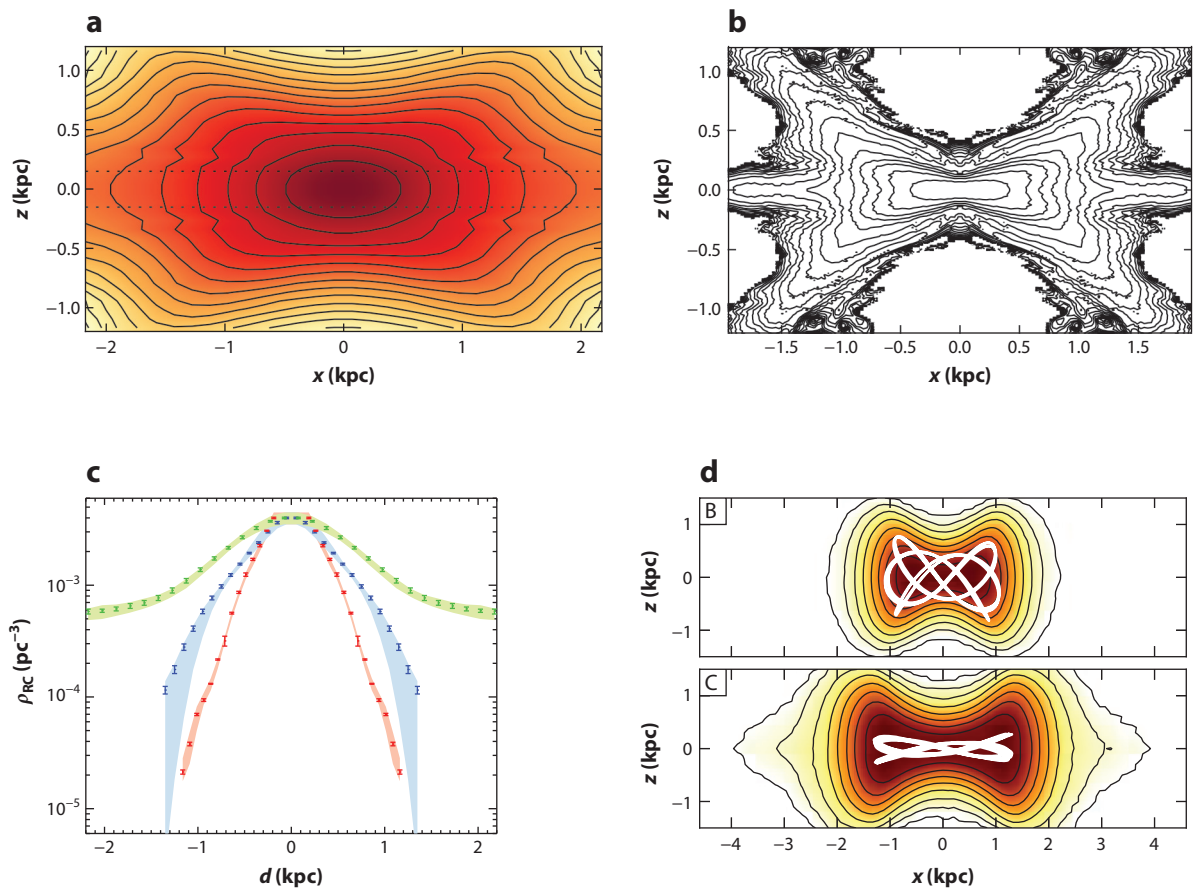 a
1.0
0.5
0.0
−0.5
−1.0
z (kpc)
−2 −1 0 1 2
x (kpc)
b
1.0
0.5
0.0
−0.5
−1.0
z (kpc)
−1.5 −1.0 −0.5 0.0 0.5 1.0 1.5
x (kpc)
c
10−3
10−4
10−5
ρRC (pc−3)
−2 −1 0 1 2
d (kpc)
d
B
1
0
−1
z (kpc)
C
1
0
−1
z (kpc)
−4 −3 −2 −1 0 1 2 3 4
x (kpc)